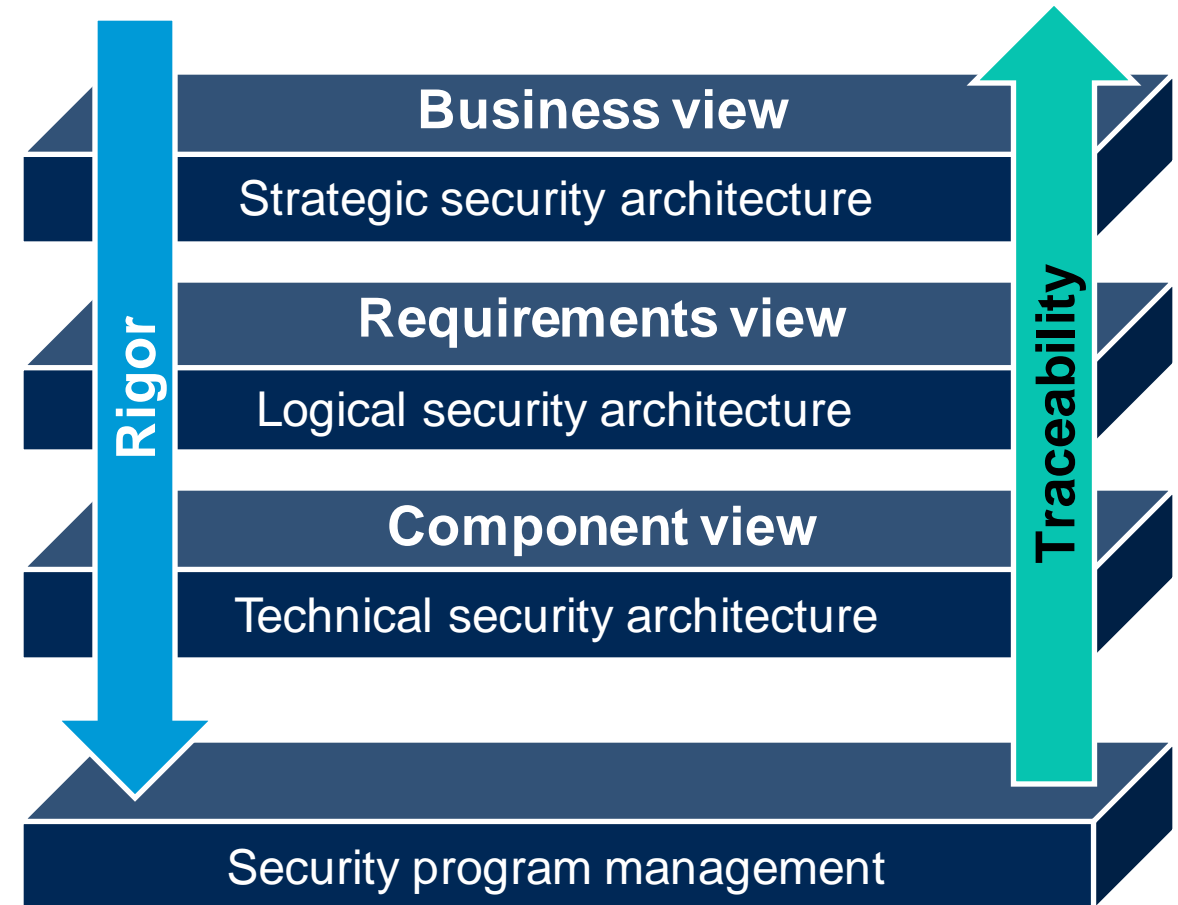 Business view
Strategic security architecture
Requirements view
Logical security architecture
Component view
Technical security architecture
Security program management
Rigor
Traceability